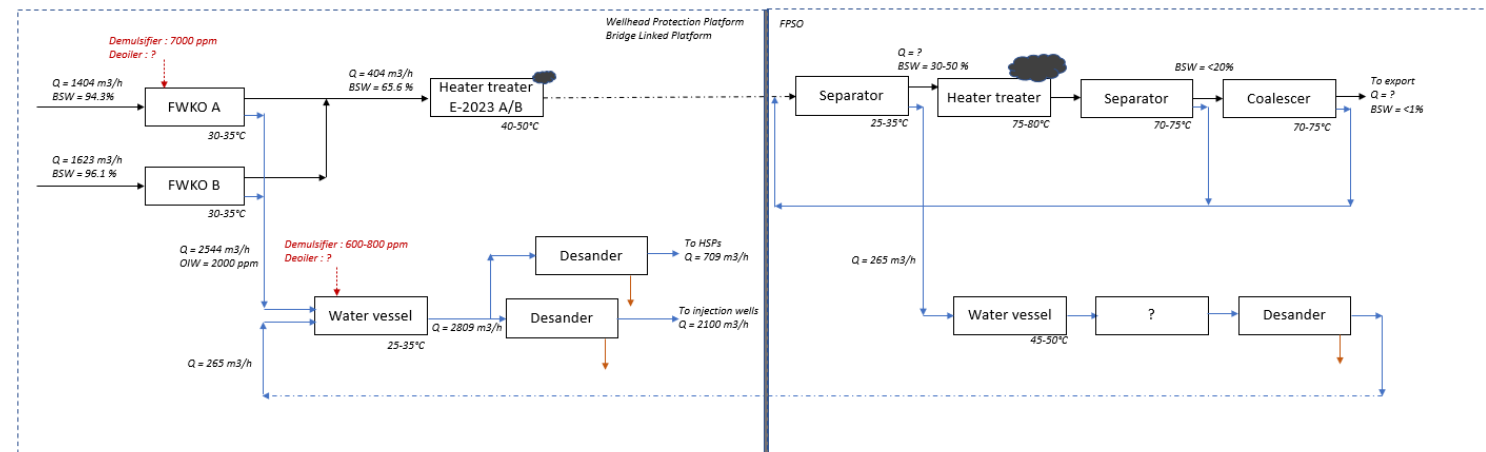 Wellhead Protection Platform
Bridge Linked Platform
FPSO
Demulsifier : 7000 ppm
Deoiler : ?
Q = 1404 m3/h
BSW = 94.3%
FWKO A
30-35°C
Q = 404 m3/h
BSW = 65.6 %
Heater treater
E-2023 A/B
40-50°C
Q = 1623 m3/h
BSW = 96.1 %
FWKO B
30-35°C
Q = 2544 m3/h
OIW = 2000 ppm
Demulsifier : 600-800 ppm
Deoiler : ?
Water vessel
25-35°C
Q = 2809 m3/h
Desander
To HSPs
Q = 709 m3/h
Desander
To injection wells
Q = 2100 m3/h
Q = 265 m3/h
Separator
25-35°C
Q = ?
BSW = 30-50 %
Heater treater
75-80°C
Separator
70-75°C
BSW = <20%
Coalescer
70-75°C
To export
Q = ?
BSW = <1%
Q = 265 m3/h
Water vessel
45-50°C
?
Desander